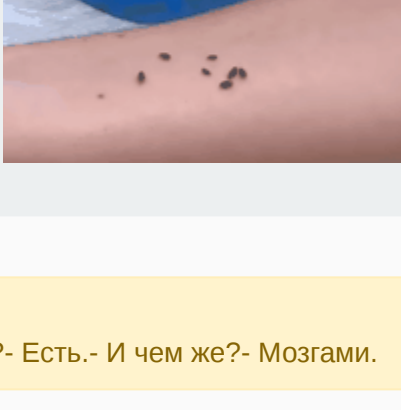 ?- Есть.- И чем же?- Мозгами.